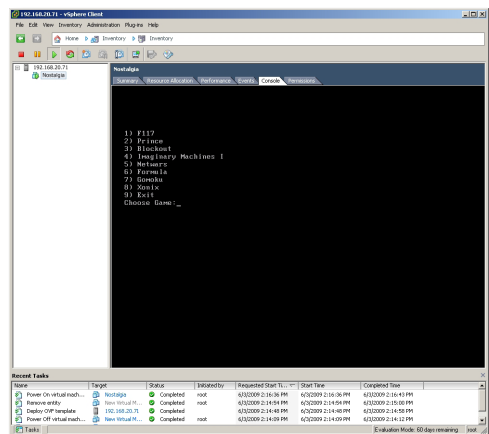 192.168.20.71 - vSphere Client
File Edit View Inventory Administration Plug-ins Help
Home Inventory Inventory
192.168.20.71
Nostalgia
Nostalgia
Summary Resource Allocation Performance Events Console Permissions
1) F117
2) Prince
3) Blockout
4) Imaginary Machines I
5) Netwars
6) Formula
7) Gomoku
8) Xonix
9) Exit
Choose Game:_
Recent Tasks
Name Target Status Initiated by Requested Start Ti... Start Time Completed Time
Power On virtual mach... Nostalgia Completed root 6/3/2009 2:16:36 PM 6/3/2009 2:16:36 PM 6/3/2009 2:16:43 PM
Remove entity New Virtual M... Completed root 6/3/2009 2:14:54 PM 6/3/2009 2:14:54 PM 6/3/2009 2:15:00 PM
Deploy OVF template 192.168.20.71 Completed 6/3/2009 2:14:48 PM 6/3/2009 2:14:48 PM 6/3/2009 2:14:58 PM
Power Off virtual mach... New Virtual M... Completed root 6/3/2009 2:14:09 PM 6/3/2009 2:14:09 PM 6/3/2009 2:14:12 PM
Tasks Evaluation Mode: 60 days remaining root